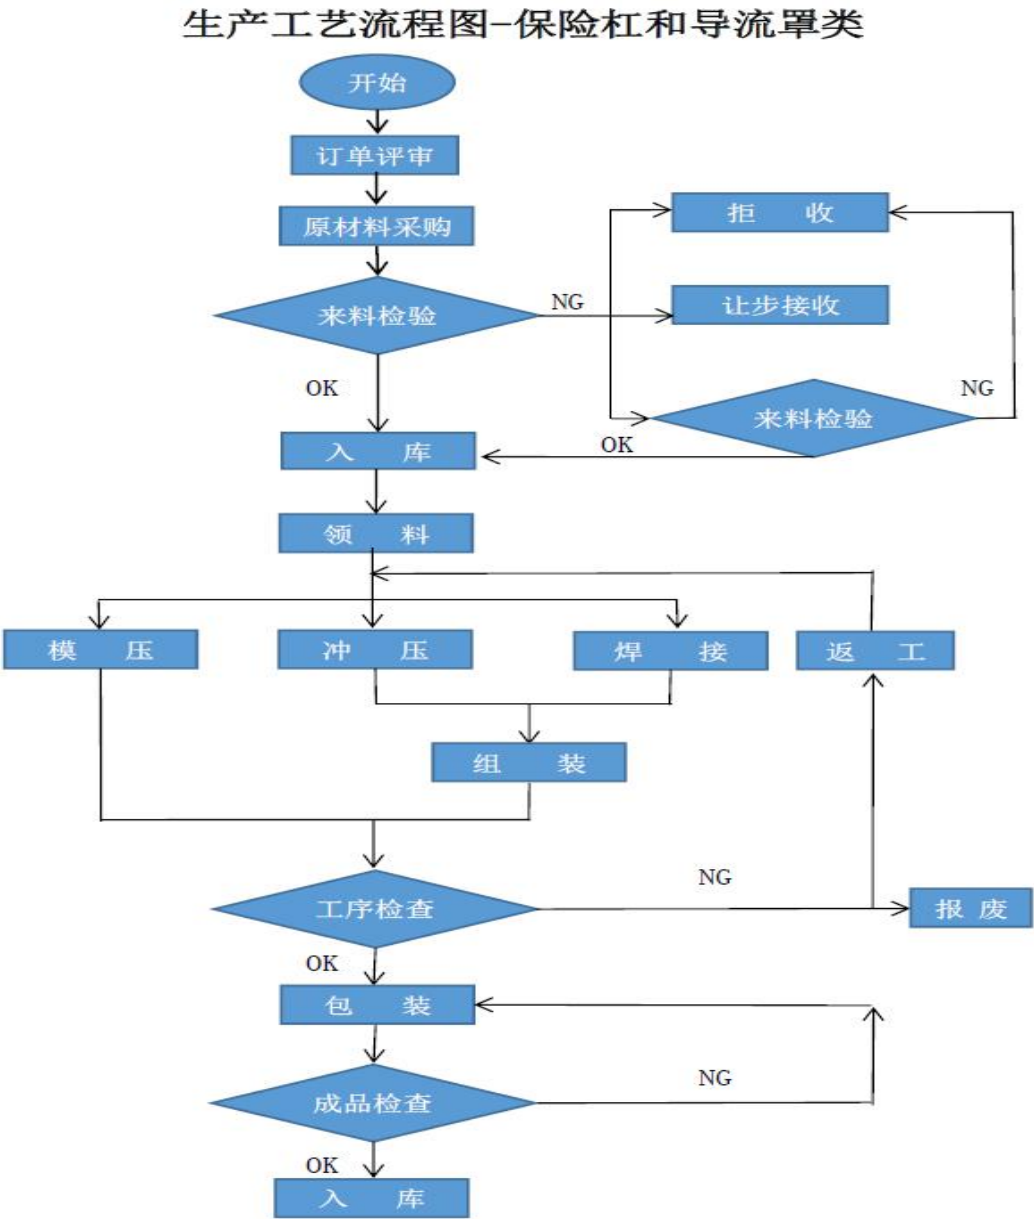 生产工艺流程图-保险杠和导流罩类
开始
订单评审
原材料采购
拒 收
来料检验
NG
让步接收
OK
来料检验
NG
OK
入 库
领 料
模 压
冲 压
焊 接
返 工
组 装
工序检查
NG
报 废
OK
包 装
成品检查
NG
OK
入 库